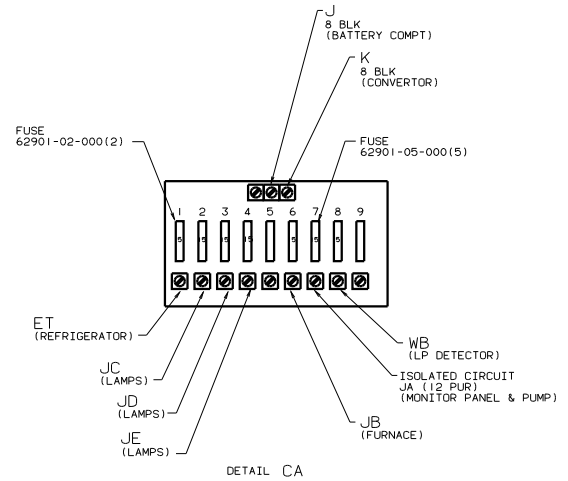 J
8 BLK
(BATTERY COMPT)
K
8 BLK
(CONVERTOR)
FUSE
62901-02-000(2)
FUSE
62901-05-000(5)
1 2 3 4 5 6 7 8 9
5 15 15 15 5 15 5
ET
(REFRIGERATOR)
JC
(LAMPS)
JD
(LAMPS)
JE
(LAMPS)
WB
(LP DETECTOR)
ISOLATED CIRCUIT
JA (12 PUR)
(MONITOR PANEL & PUMP)
JB
(FURNACE)
DETAIL CA